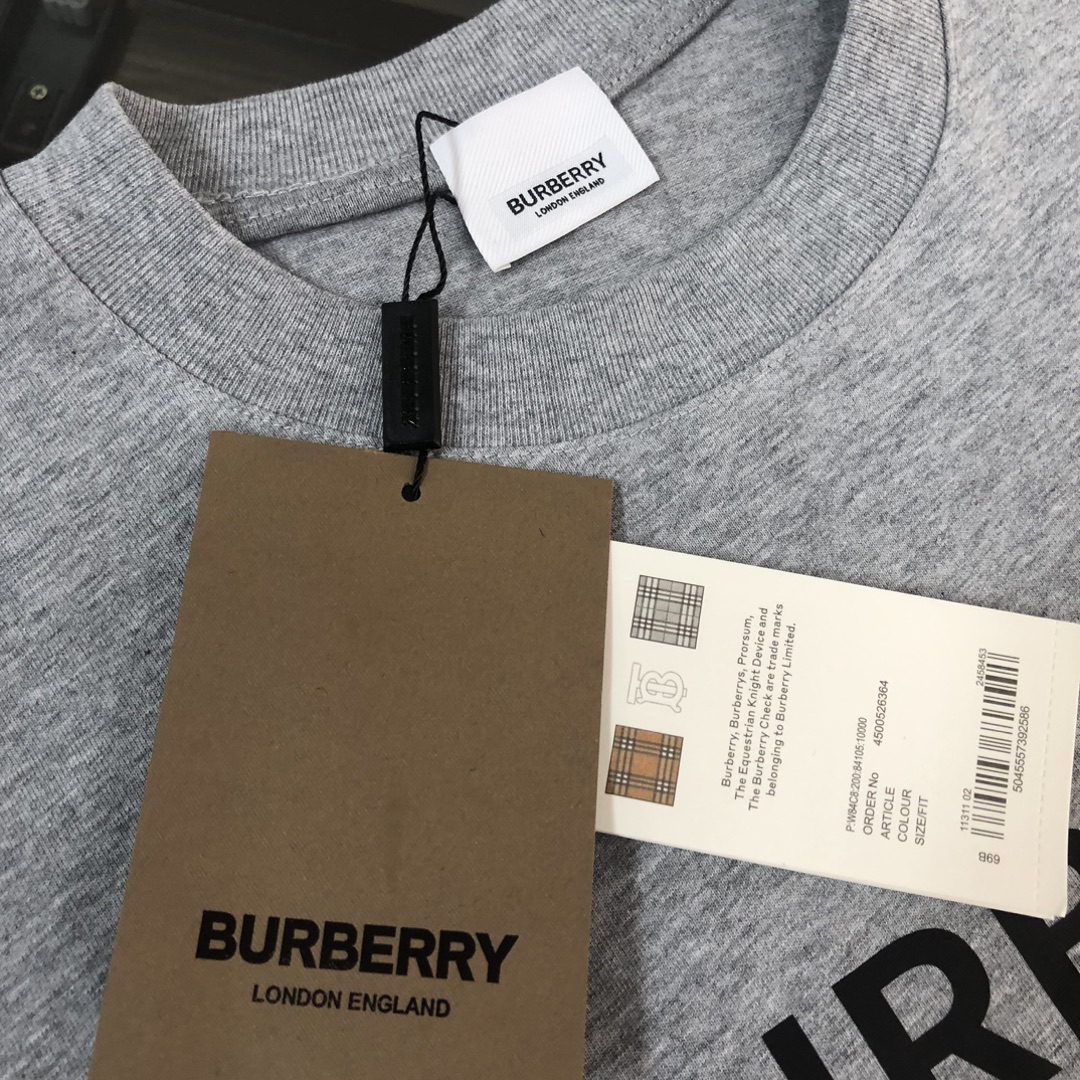 BURBERRY
LONDON ENGLAND
BURBERRY
LONDON ENGLAND
Burberry, Burberrys, Prorsum,
The Equestrian Knight Device and
The Burberry Check are trade marks
belonging to Burberry Limited.
P:W84C8:200:84105:10000
ORDER No 4500526364
ARTICLE
COLOUR
SIZE/FIT
11311 02
2458453
5045557392586
B69
URB